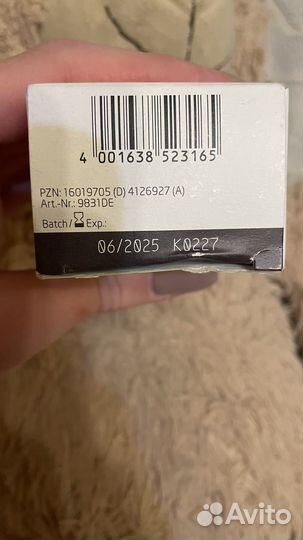 4 001638 523165
PZN: 16019705 (D) 4126927 (A)
Art.-Nr.: 9831DE
Batch/ Exp.:
06/2025 K0227
Avito